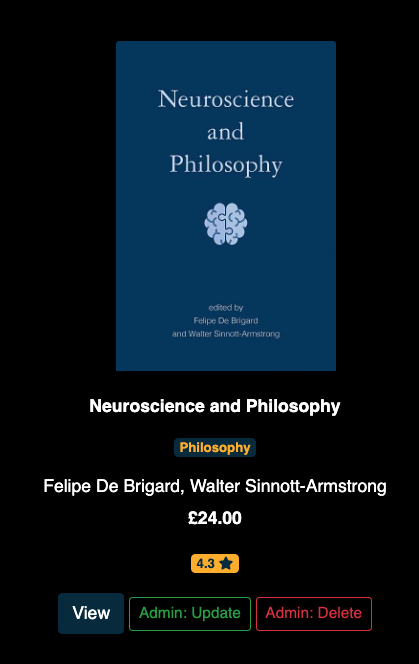 Neuroscience
and
Philosophy
edited by
Felipe De Brigard
and Walter Sinnott-Armstrong
Neuroscience and Philosophy
Philosophy
Felipe De Brigard, Walter Sinnott-Armstrong
£24.00
4.3
View Admin: Update Admin: Delete